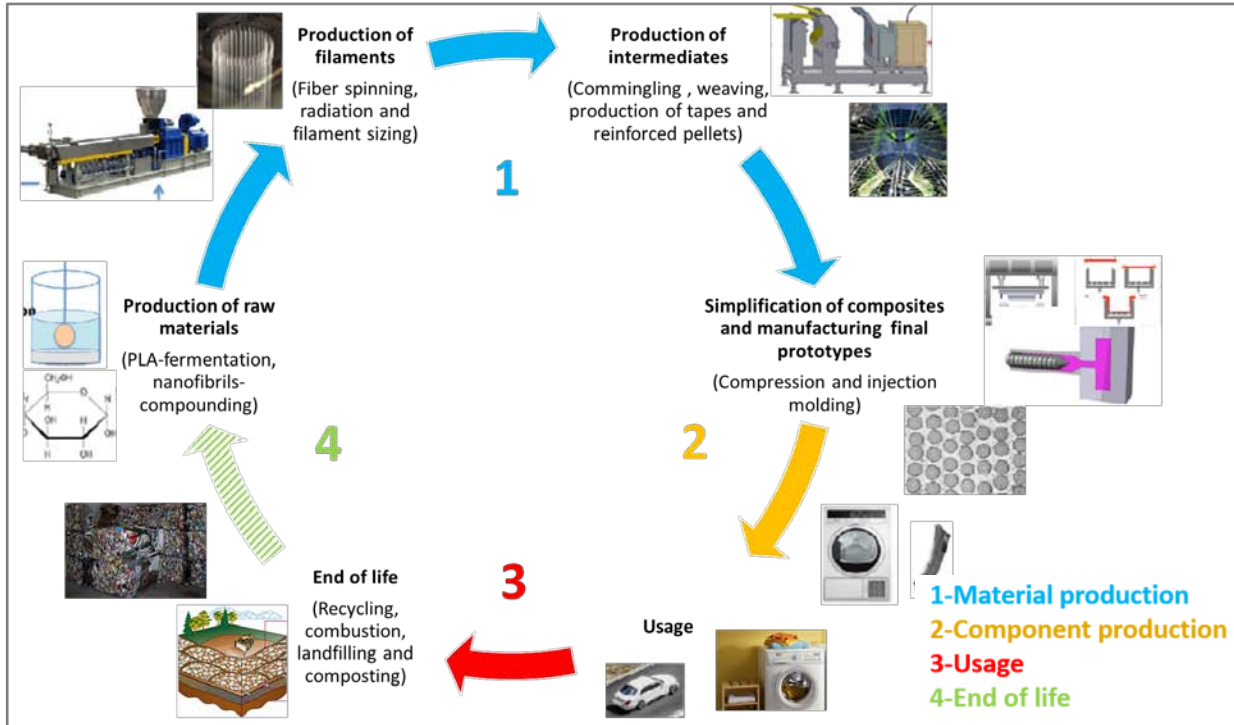 Production of
filaments
(Fiber spinning,
radiation and
filament sizing)
Production of
intermediates
(Commingling , weaving,
production of tapes and
reinforced pellets)
1
Production of raw
materials
(PLA-fermentation,
nanofibrils-
compounding)
CH₂OH
O
H
H
H
OH
H
H
OH
Simplification of composites
and manufacturing final
prototypes
(Compression and injection
molding)
4
2
End of life
(Recycling,
combustion,
landfilling and
composting)
3
Usage
1-Material production
2-Component production
3-Usage
4-End of life